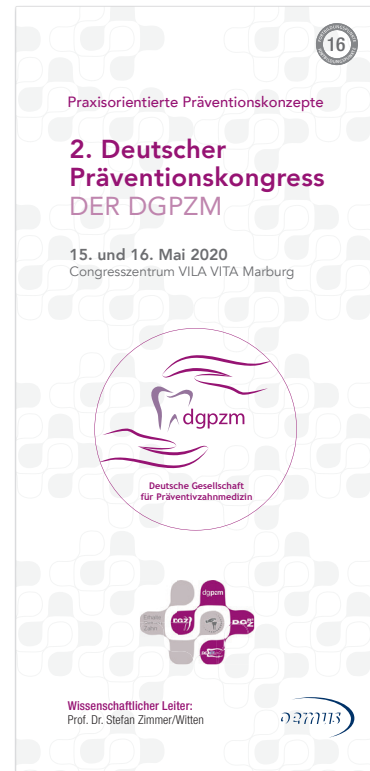 16
Praxisorientierte Präventionskonzepte
2. Deutscher
Präventionskongress
DER DGPZM
15. und 16. Mai 2020
Congresszentrum VILA VITA Marburg
dgpzm
Deutsche Gesellschaft
für Präventivzahnmedizin
dgpzm
Wissenschaftlicher Leiter:
Prof. Dr. Stefan Zimmer/Witten
oemus